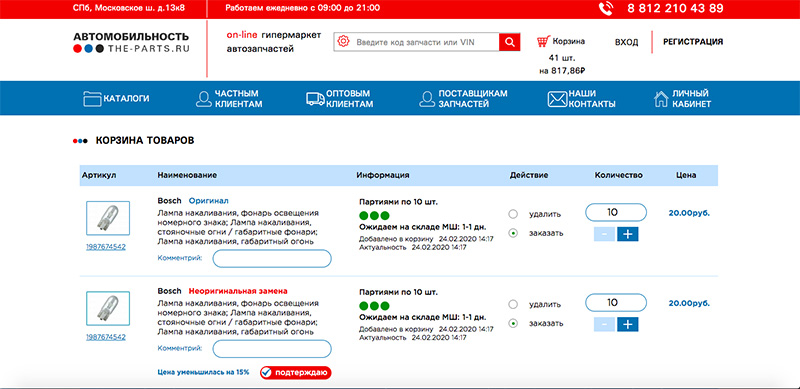 СПб, Московское ш. д.13к8
Работаем ежедневно с 09:00 до 21:00
8 812 210 43 89
АВТОМОБИЛЬНОСТЬ
THE-PARTS.RU
on-line гипермаркет
автозапчастей
Введите код запчасти или VIN
Корзина
41 шт.
на 817,86₽
ВХОД
РЕГИСТРАЦИЯ
КАТАЛОГИ
ЧАСТНЫМ
КЛИЕНТАМ
ОПТОВЫМ
КЛИЕНТАМ
ПОСТАВЩИКАМ
ЗАПЧАСТЕЙ
НАШИ
КОНТАКТЫ
ЛИЧНЫЙ
КАБИНЕТ
КОРЗИНА ТОВАРОВ
Артикул Наименование Информация Действие Количество Цена
1987674542
Bosch Оригинал
Лампа накаливания, фонарь освещения
номерного знака; Лампа накаливания,
стояночные огни / габаритные фонари;
Лампа накаливания, габаритный огонь
Комментрий:
Партиями по 10 шт.
Ожидаем на складе МШ: 1-1 дн.
Добавлено в корзину 24.02.2020 14:17
Актуальность 24.02.2020 14:17
удалить
заказать
10
- +
20.00руб.
1987674542
Bosch Неоригинальная замена
Лампа накаливания, фонарь освещения
номерного знака; Лампа накаливания,
стояночные огни / габаритные фонари;
Лампа накаливания, габаритный огонь
Комментрий:
Цена уменьшилась на 15% подтверждаю
Партиями по 10 шт.
Ожидаем на складе МШ: 1-1 дн.
Добавлено в корзину 24.02.2020 14:17
Актуальность 24.02.2020 14:17
удалить
заказать
10
- +
20.00руб.